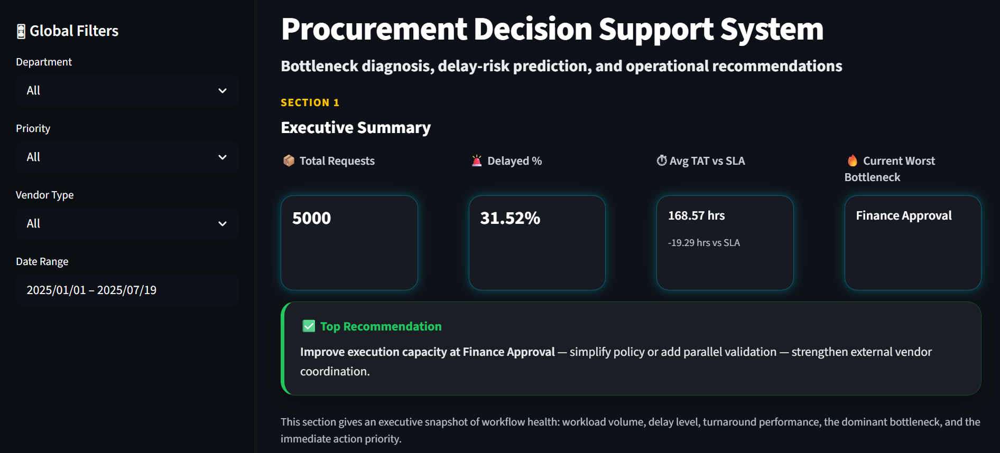 Global Filters
Department
All
Priority
All
Vendor Type
All
Date Range
2025/01/01 – 2025/07/19
Procurement Decision Support System
Bottleneck diagnosis, delay-risk prediction, and operational recommendations
SECTION 1
Executive Summary
Total Requests
5000
Delayed %
31.52%
Avg TAT vs SLA
168.57 hrs
-19.29 hrs vs SLA
Current Worst
Bottleneck
Finance Approval
Top Recommendation
Improve execution capacity at Finance Approval — simplify policy or add parallel validation — strengthen external vendor
coordination.
This section gives an executive snapshot of workflow health: workload volume, delay level, turnaround performance, the dominant bottleneck, and the
immediate action priority.